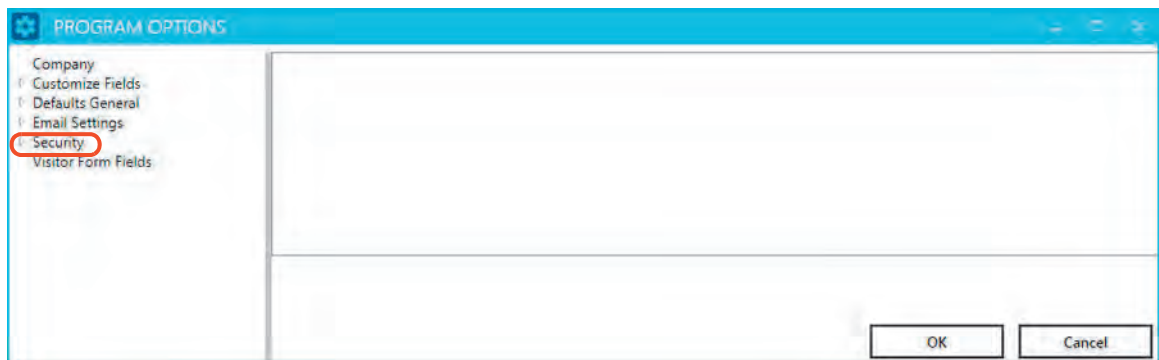 PROGRAM OPTIONS
Company
Customize Fields
Defaults General
Email Settings
Security
Visitor Form Fields
OK
Cancel